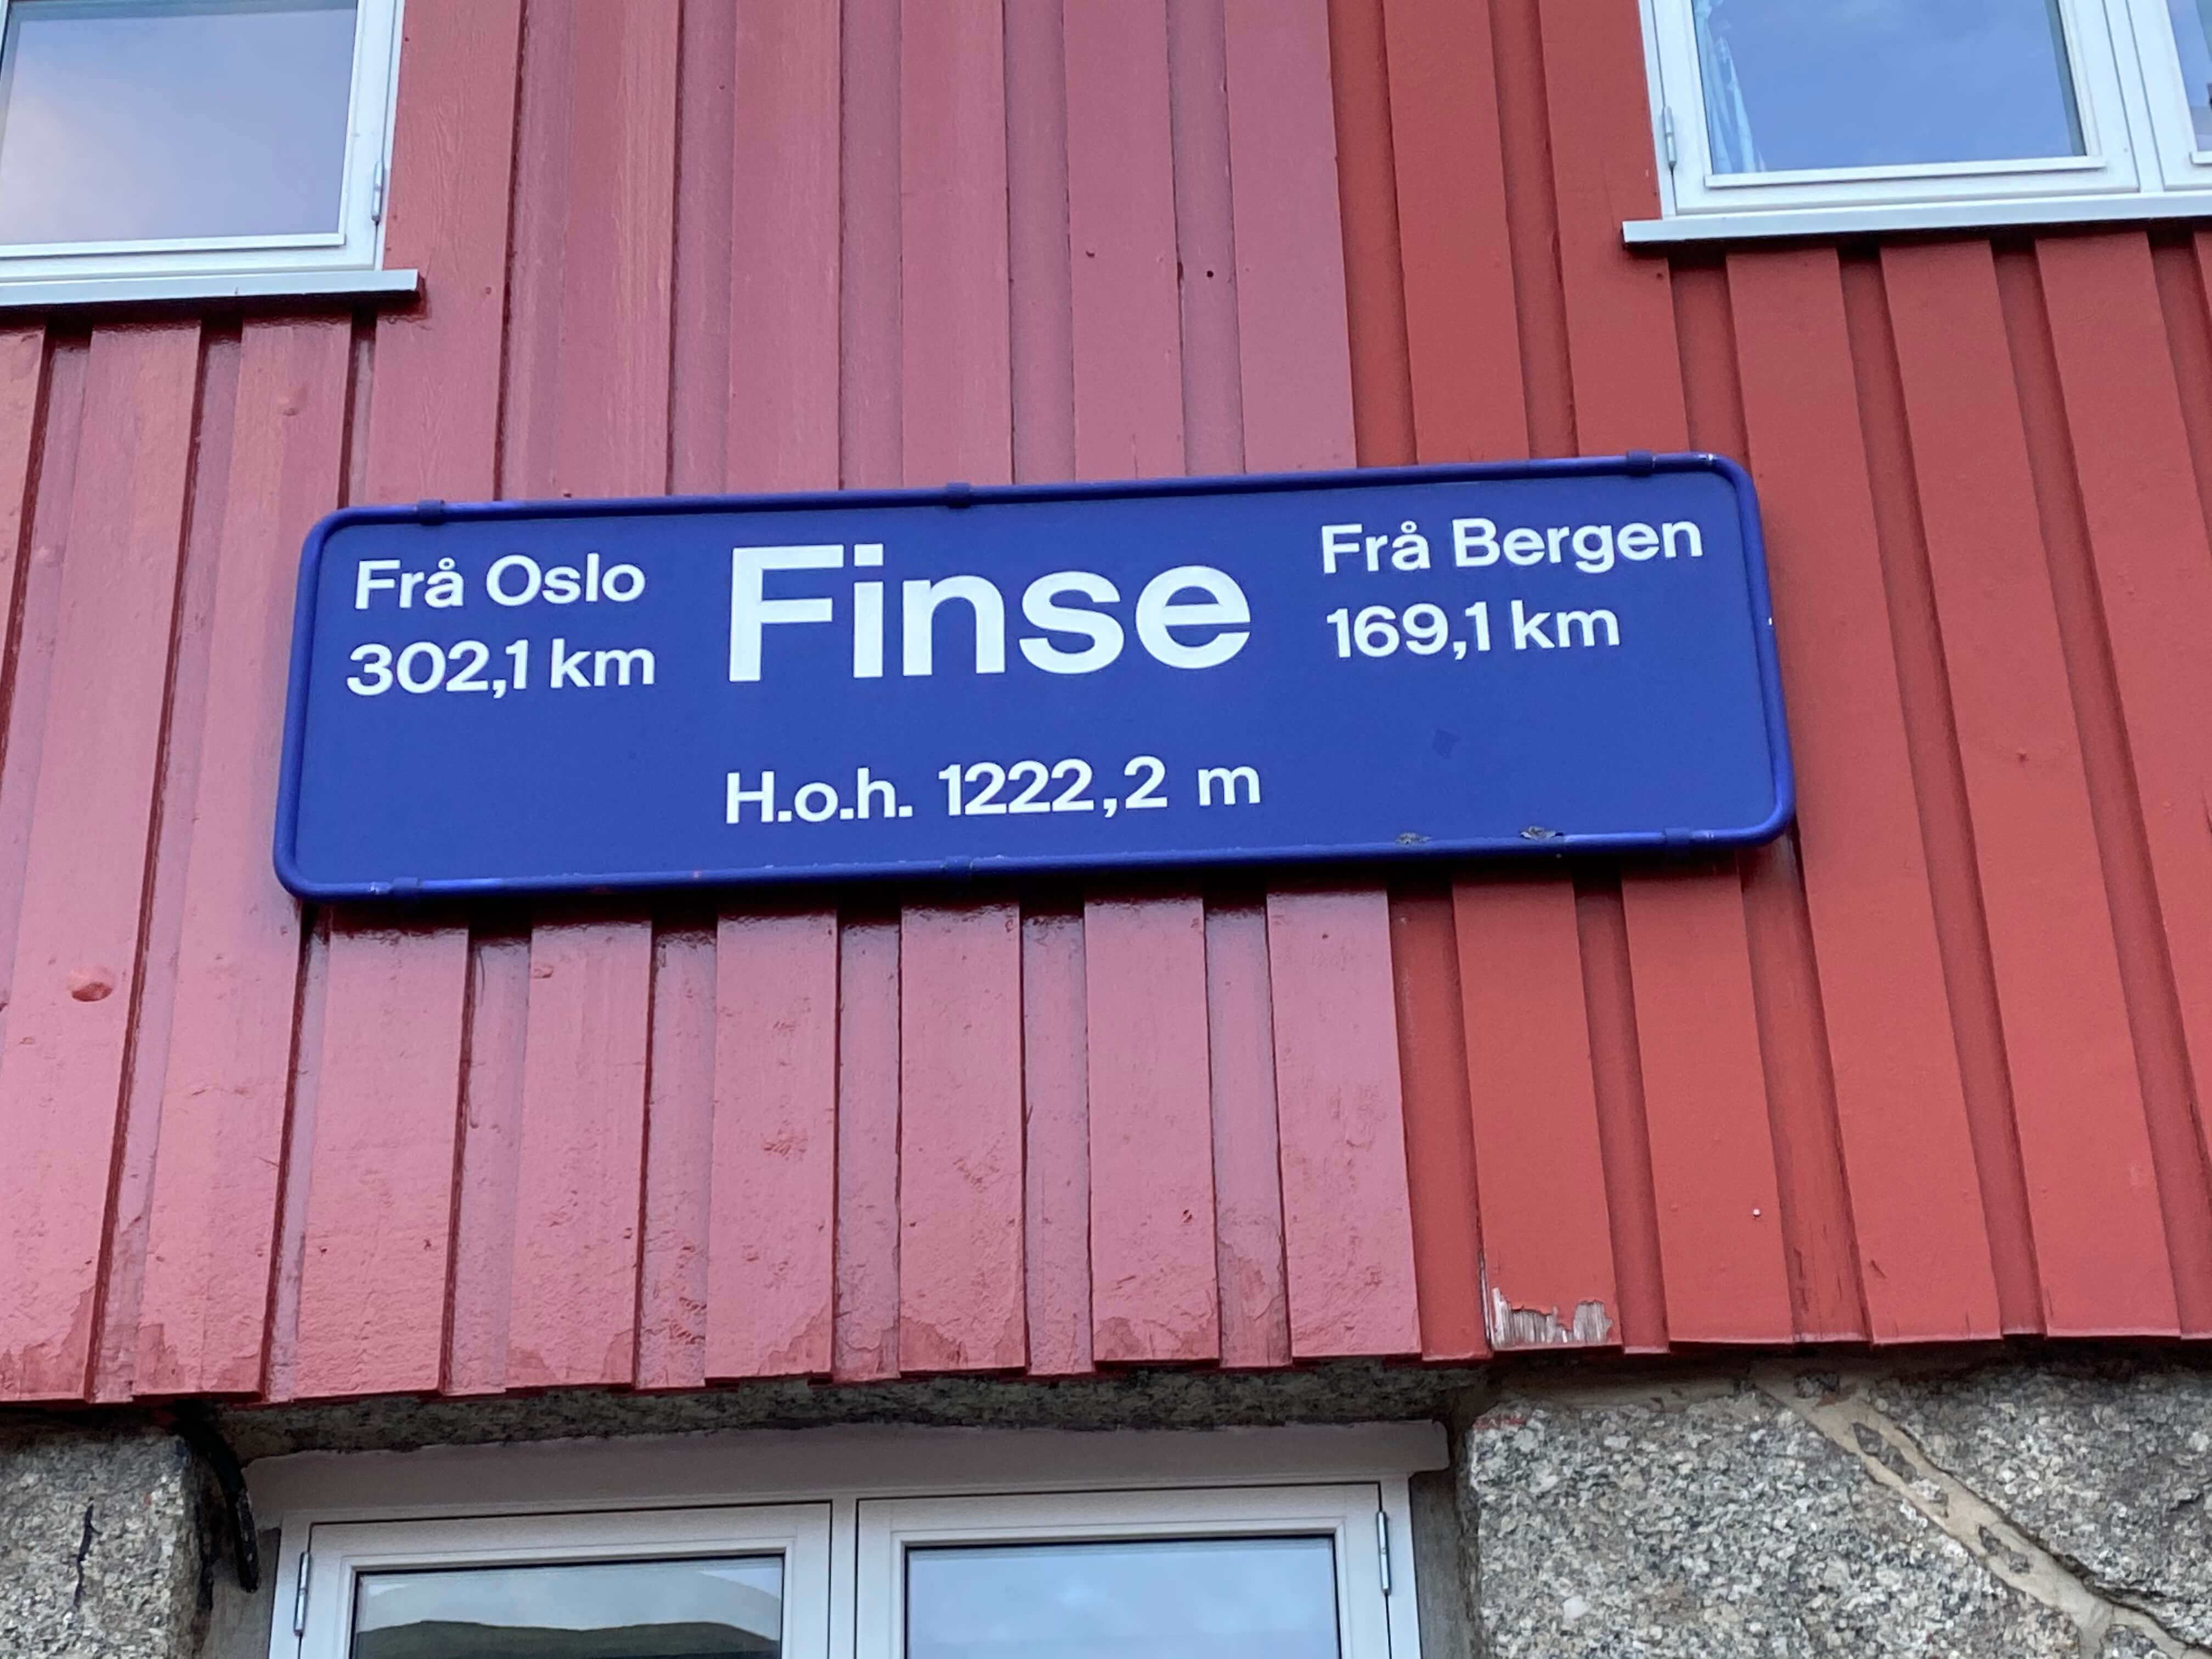 Frå Oslo
302,1 km
Finse
H.o.h. 1222,2 m
Frå Bergen
169,1 km